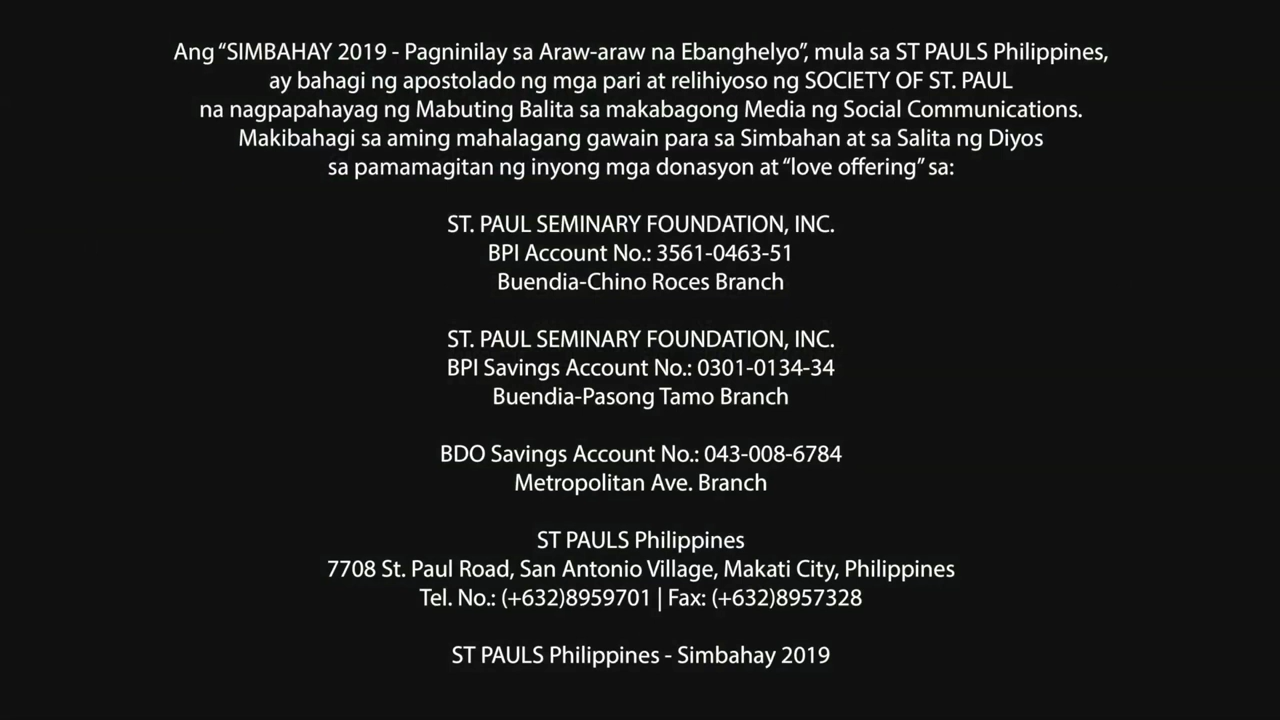 Ang “SIMBAHAY 2019 - Pagninilay sa Araw-araw na Ebanghelyo”, mula sa ST PAULS Philippines,
ay bahagi ng apostolado ng mga pari at relihiyoso ng SOCIETY OF ST. PAUL
na nagpapahayag ng Mabuting Balita sa makabagong Media ng Social Communications.
Makibahagi sa aming mahalagang gawain para sa Simbahan at sa Salita ng Diyos
sa pamamagitan ng inyong mga donasyon at “love offering” sa:
ST. PAUL SEMINARY FOUNDATION, INC.
BPI Account No.: 3561-0463-51
Buendia-Chino Roces Branch
ST. PAUL SEMINARY FOUNDATION, INC.
BPI Savings Account No.: 0301-0134-34
Buendia-Pasong Tamo Branch
BDO Savings Account No.: 043-008-6784
Metropolitan Ave. Branch
ST PAULS Philippines
7708 St. Paul Road, San Antonio Village, Makati City, Philippines
Tel. No.: (+632)8959701 | Fax: (+632)8957328
ST PAULS Philippines - Simbahay 2019